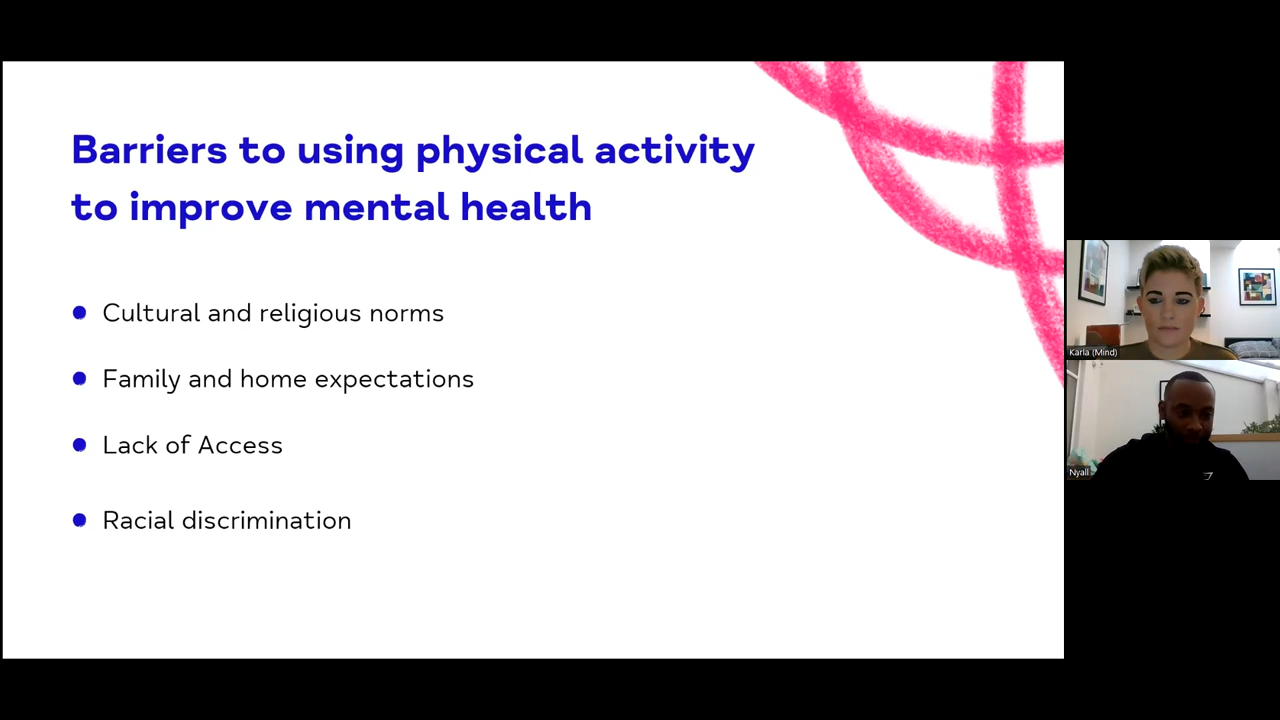 Barriers to using physical activity
to improve mental health
Cultural and religious norms
Family and home expectations
Lack of Access
Racial discrimination
Karla (Mind)
Nyall